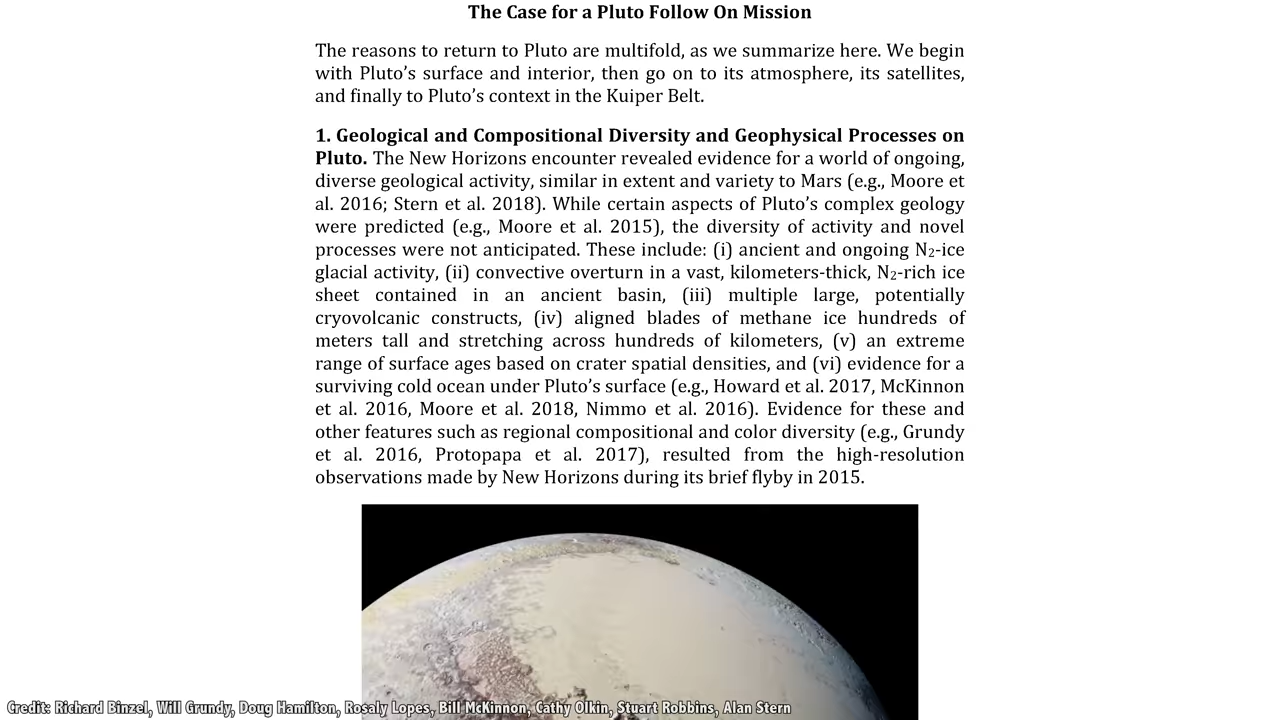 The Case for a Pluto Follow On Mission
The reasons to return to Pluto are multifold, as we summarize here. We begin
with Pluto’s surface and interior, then go on to its atmosphere, its satellites,
and finally to Pluto’s context in the Kuiper Belt.
1. Geological and Compositional Diversity and Geophysical Processes on
Pluto. The New Horizons encounter revealed evidence for a world of ongoing,
diverse geological activity, similar in extent and variety to Mars (e.g., Moore et
al. 2016; Stern et al. 2018). While certain aspects of Pluto’s complex geology
were predicted (e.g., Moore et al. 2015), the diversity of activity and novel
processes were not anticipated. These include: (i) ancient and ongoing N₂-ice
glacial activity, (ii) convective overturn in a vast, kilometers-thick, N₂-rich ice
sheet contained in an ancient basin, (iii) multiple large, potentially
cryovolcanic constructs, (iv) aligned blades of methane ice hundreds of
meters tall and stretching across hundreds of kilometers, (v) an extreme
range of surface ages based on crater spatial densities, and (vi) evidence for a
surviving cold ocean under Pluto’s surface (e.g., Howard et al. 2017, McKinnon
et al. 2016, Moore et al. 2018, Nimmo et al. 2016). Evidence for these and
other features such as regional compositional and color diversity (e.g., Grundy
et al. 2016, Protopapa et al. 2017), resulted from the high-resolution
observations made by New Horizons during its brief flyby in 2015.
Credit: Richard Binzel, Will Grundy, Doug Hamilton, Rosaly Lopes, Bill McKinnon, Cathy Olkin, Stuart Robbins, Alan Stern